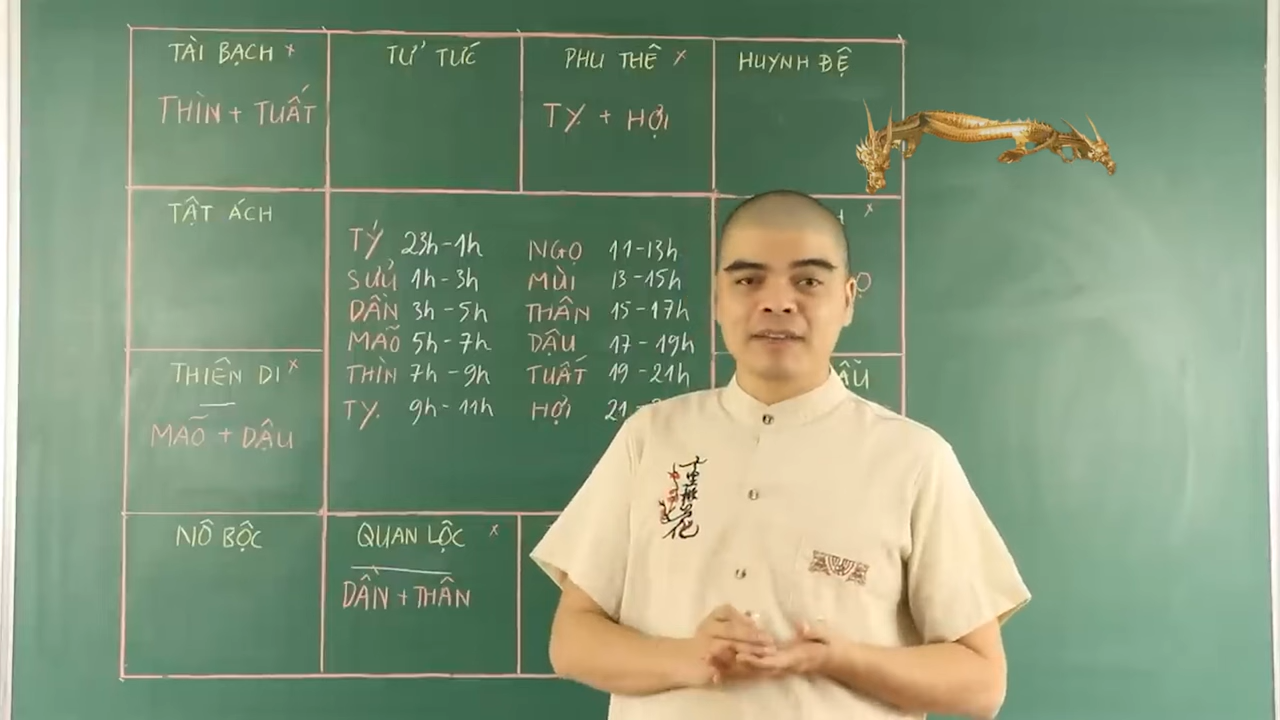 TÀI BẠCH ×
THÌN + TUẤT
TỬ TỨC
PHU THÊ ×
TỴ + HỢI
HUYNH ĐỆ
TẬT ÁCH
THIÊN DI ×
MÃO + DẬU
NÔ BỘC
QUAN LỘC ×
DẦN + THÂN
TÝ 23h-1h
SỬU 1h-3h
DẦN 3h-5h
MÃO 5h-7h
THÌN 7h-9h
TỴ 9h-11h
NGỌ 11-13h
MÙI 13-15h
THÂN 15-17h
DẬU 17-19h
TUẤT 19-21h
HỢI 21-